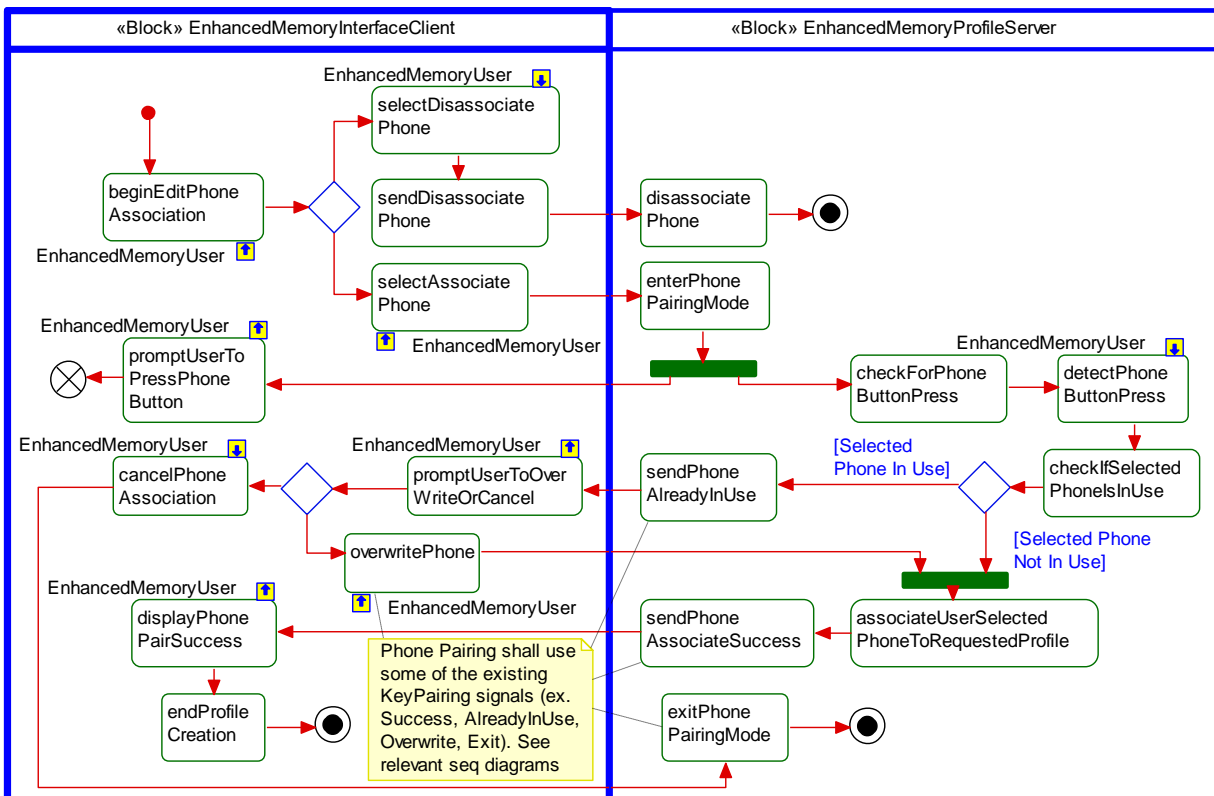 «Block» EnhancedMemoryInterfaceClient
«Block» EnhancedMemoryProfileServer
EnhancedMemoryUser
selectDisassociate
Phone
beginEditPhone
Association
EnhancedMemoryUser
sendDisassociate
Phone
disassociate
Phone
selectAssociate
Phone
EnhancedMemoryUser
enterPhone
PairingMode
EnhancedMemoryUser
promptUserTo
PressPhone
Button
checkForPhone
ButtonPress
EnhancedMemoryUser
detectPhone
ButtonPress
EnhancedMemoryUser
cancelPhone
Association
EnhancedMemoryUser
promptUserToOver
WriteOrCancel
sendPhone
AlreadyInUse
[Selected
Phone In Use]
checkIfSelected
PhoneIsInUse
[Selected Phone
Not In Use]
overwritePhone
EnhancedMemoryUser
EnhancedMemoryUser
displayPhone
PairSuccess
sendPhone
AssociateSuccess
associateUserSelected
PhoneToRequestedProfile
Phone Pairing shall use
some of the existing
KeyPairing signals (ex.
Success, AlreadyInUse,
Overwrite, Exit). See
relevant seq diagrams
endProfile
Creation
exitPhone
PairingMode